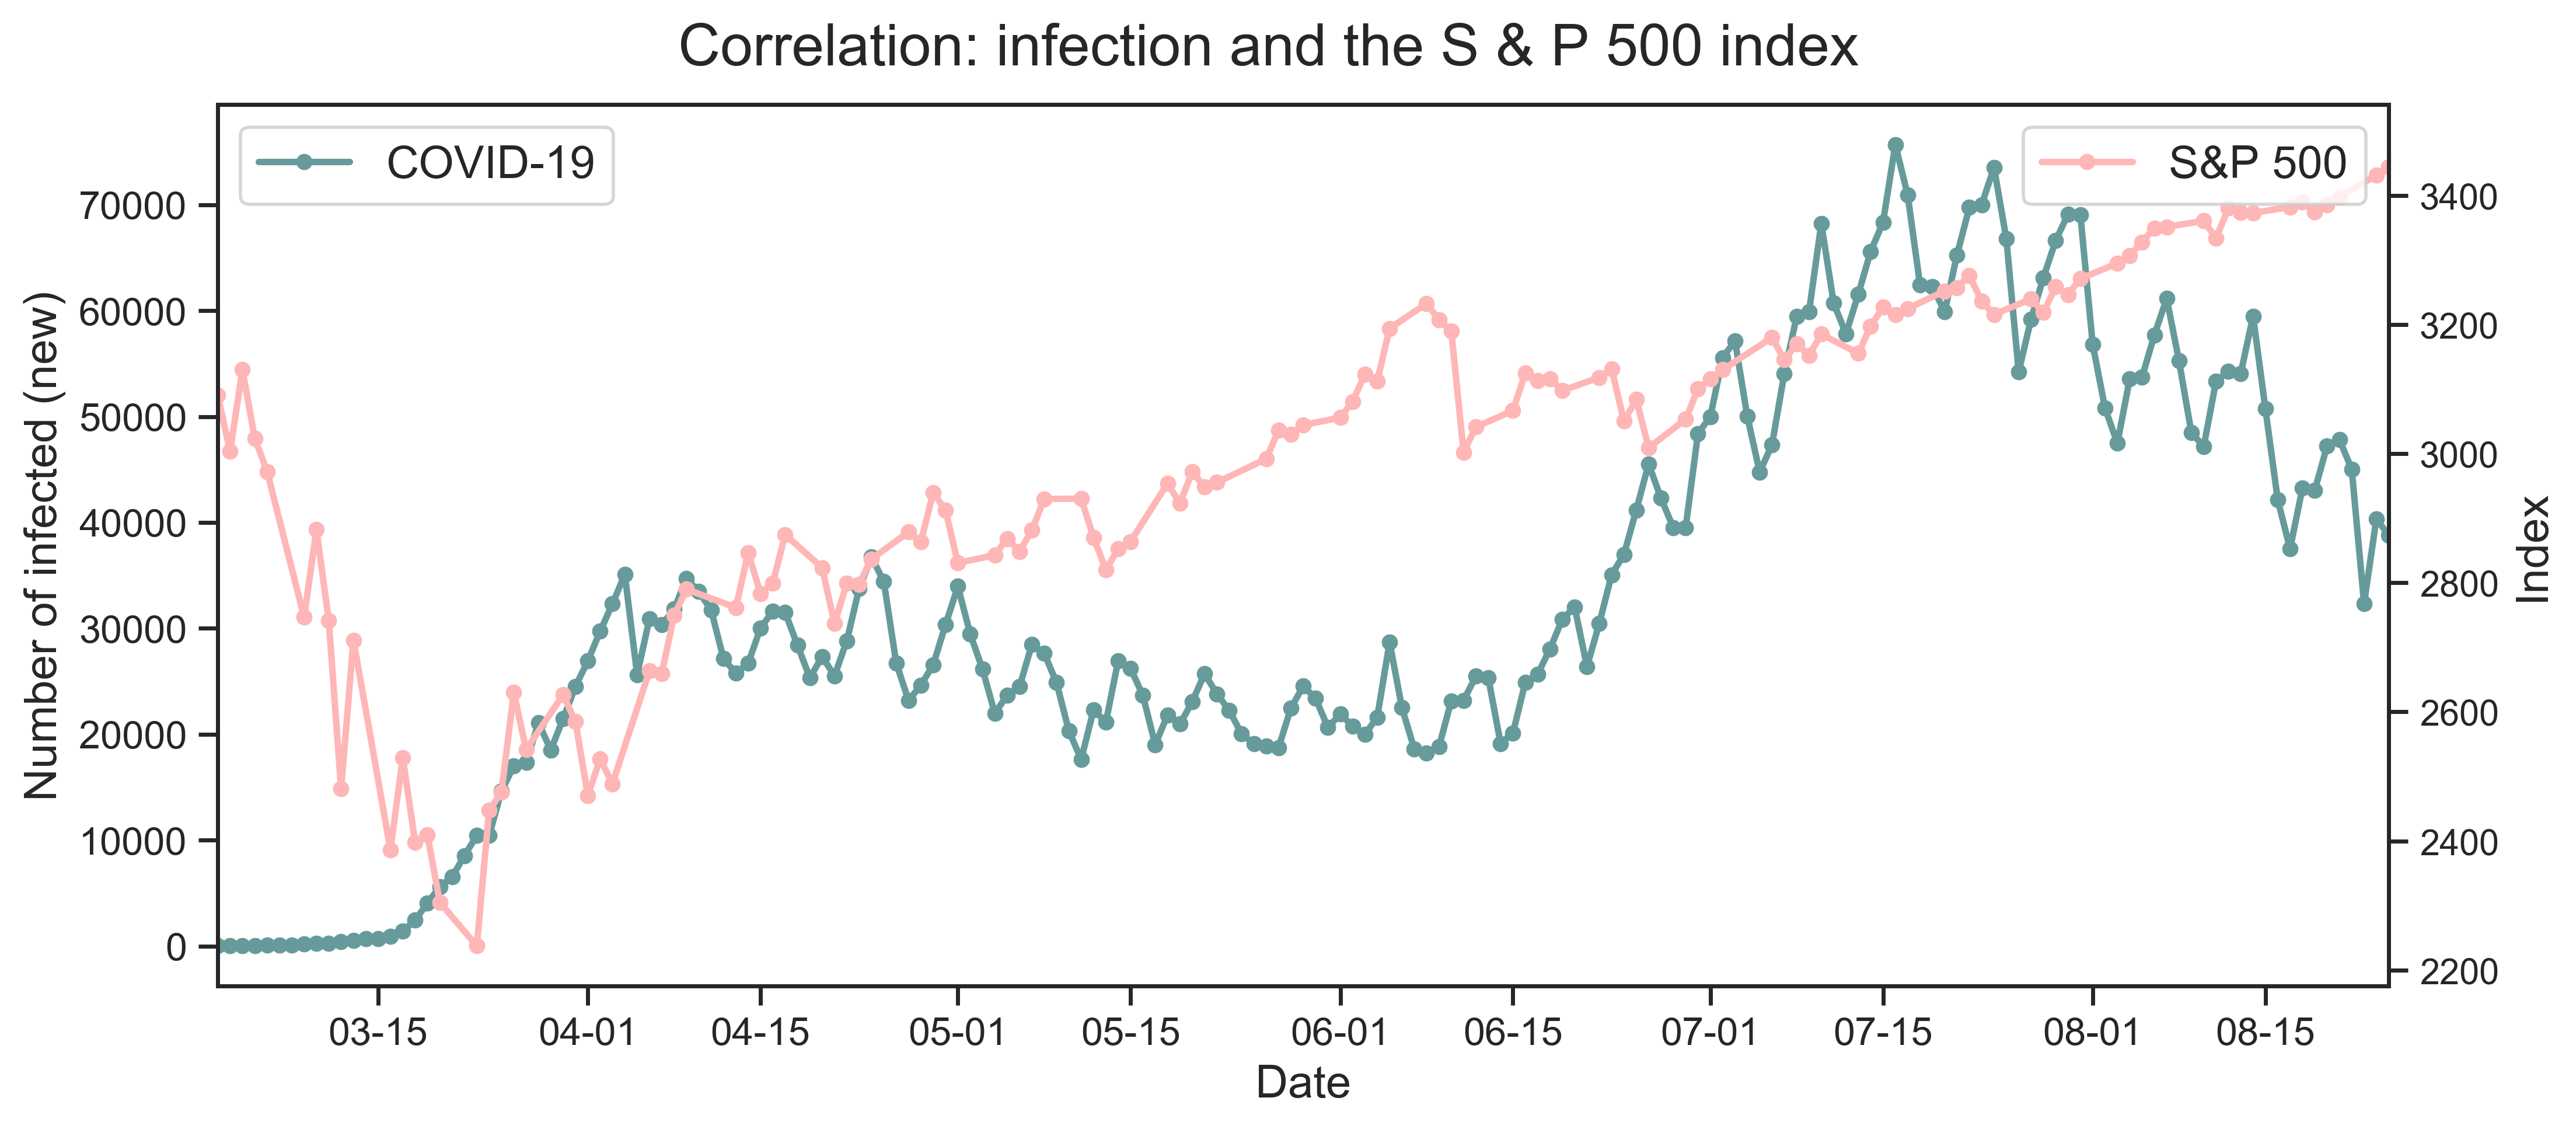 Correlation: infection and the S & P 500 index
COVID-19
S&P 500
Number of infected (new)
70000
60000
50000
40000
30000
20000
10000
0
3400
3200
3000
2800
2600
2400
2200
Index
03-15 04-01 04-15 05-01 05-15 06-01 06-15 07-01 07-15 08-01 08-15
Date